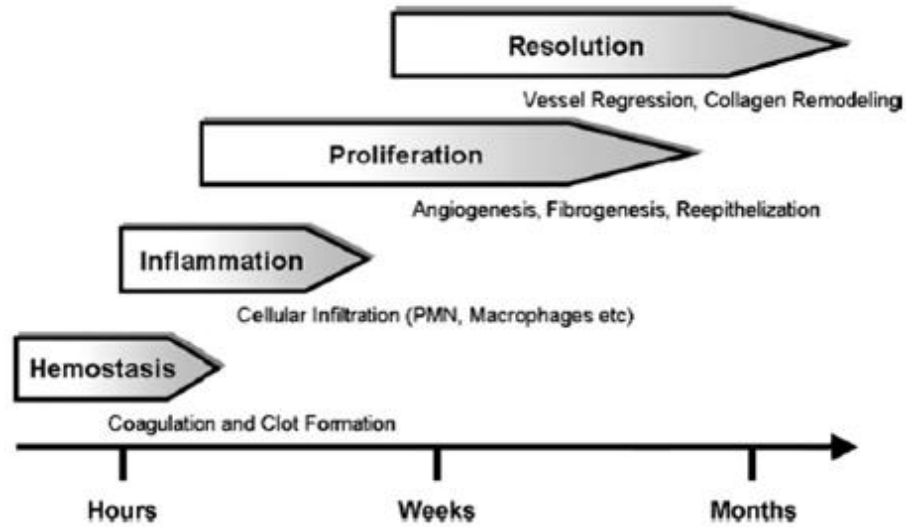 Resolution
Vessel Regression, Collagen Remodeling
Proliferation
Angiogenesis, Fibrogenesis, Reepithelization
Inflammation
Cellular Infiltration (PMN, Macrophages etc)
Hemostasis
Coagulation and Clot Formation
Hours Weeks Months